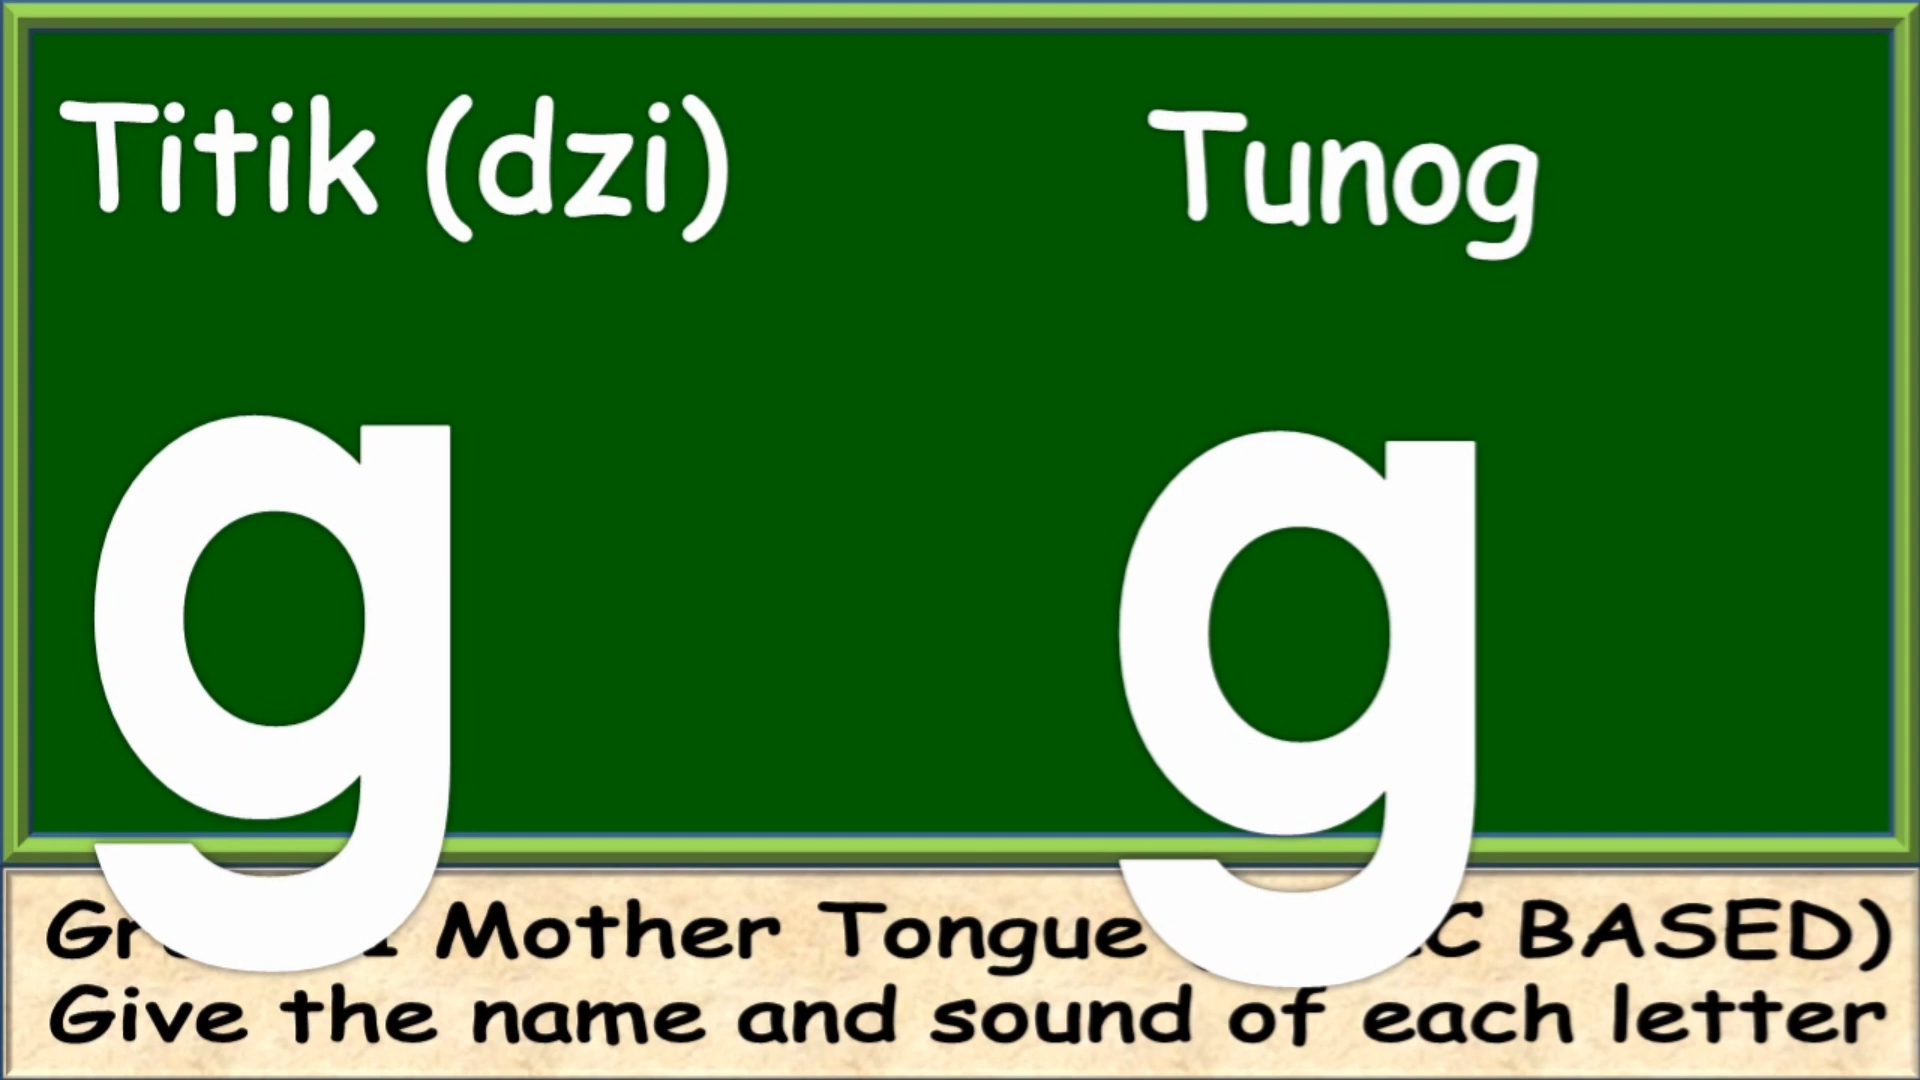 Titik (dzi) Tunog
g g
Mother Tongue BASED)
Give the name and sound of each letter